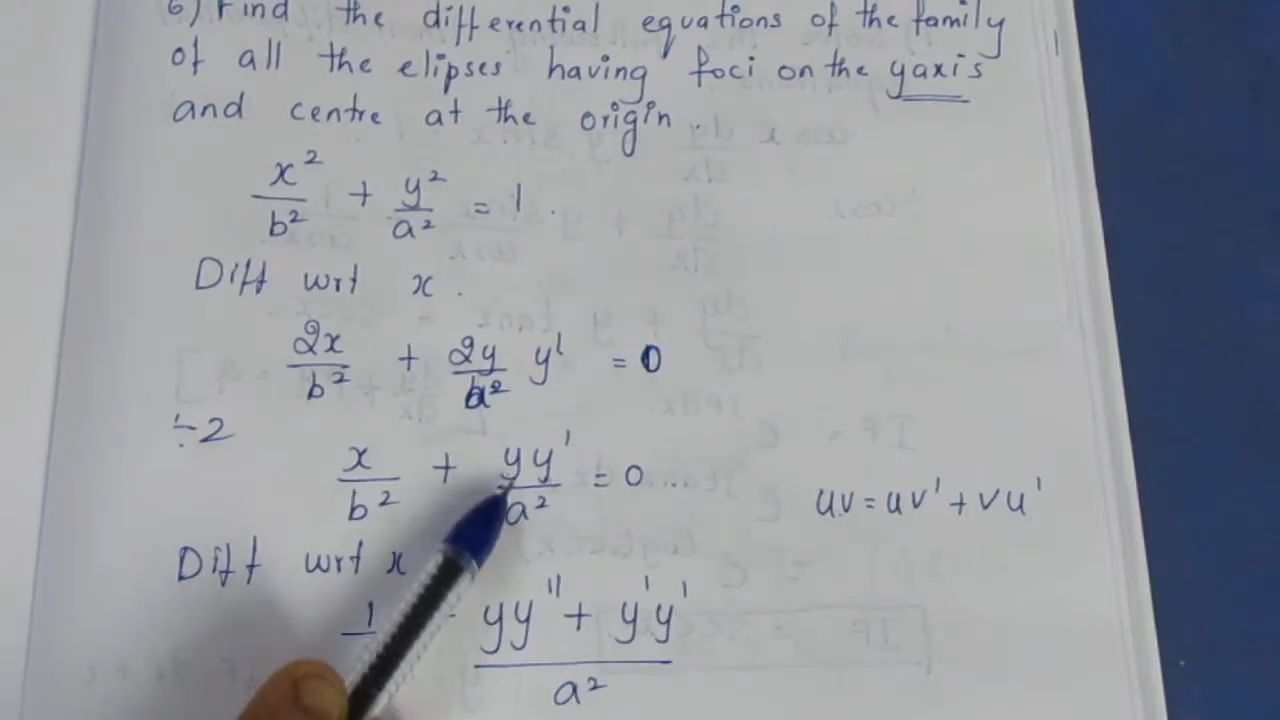 6) Find the differential equations of the family
of all the elipses having foci on the yaxis
and centre at the origin.
x²/b² + y²/a² = 1.
Diff wrt x.
2x/b² + 2y/a² y' = 0
÷2
x/b² + yy'/a² = 0
uv = uv' + vu'
Diff wrt x
1 yy'' + y'y'/a²